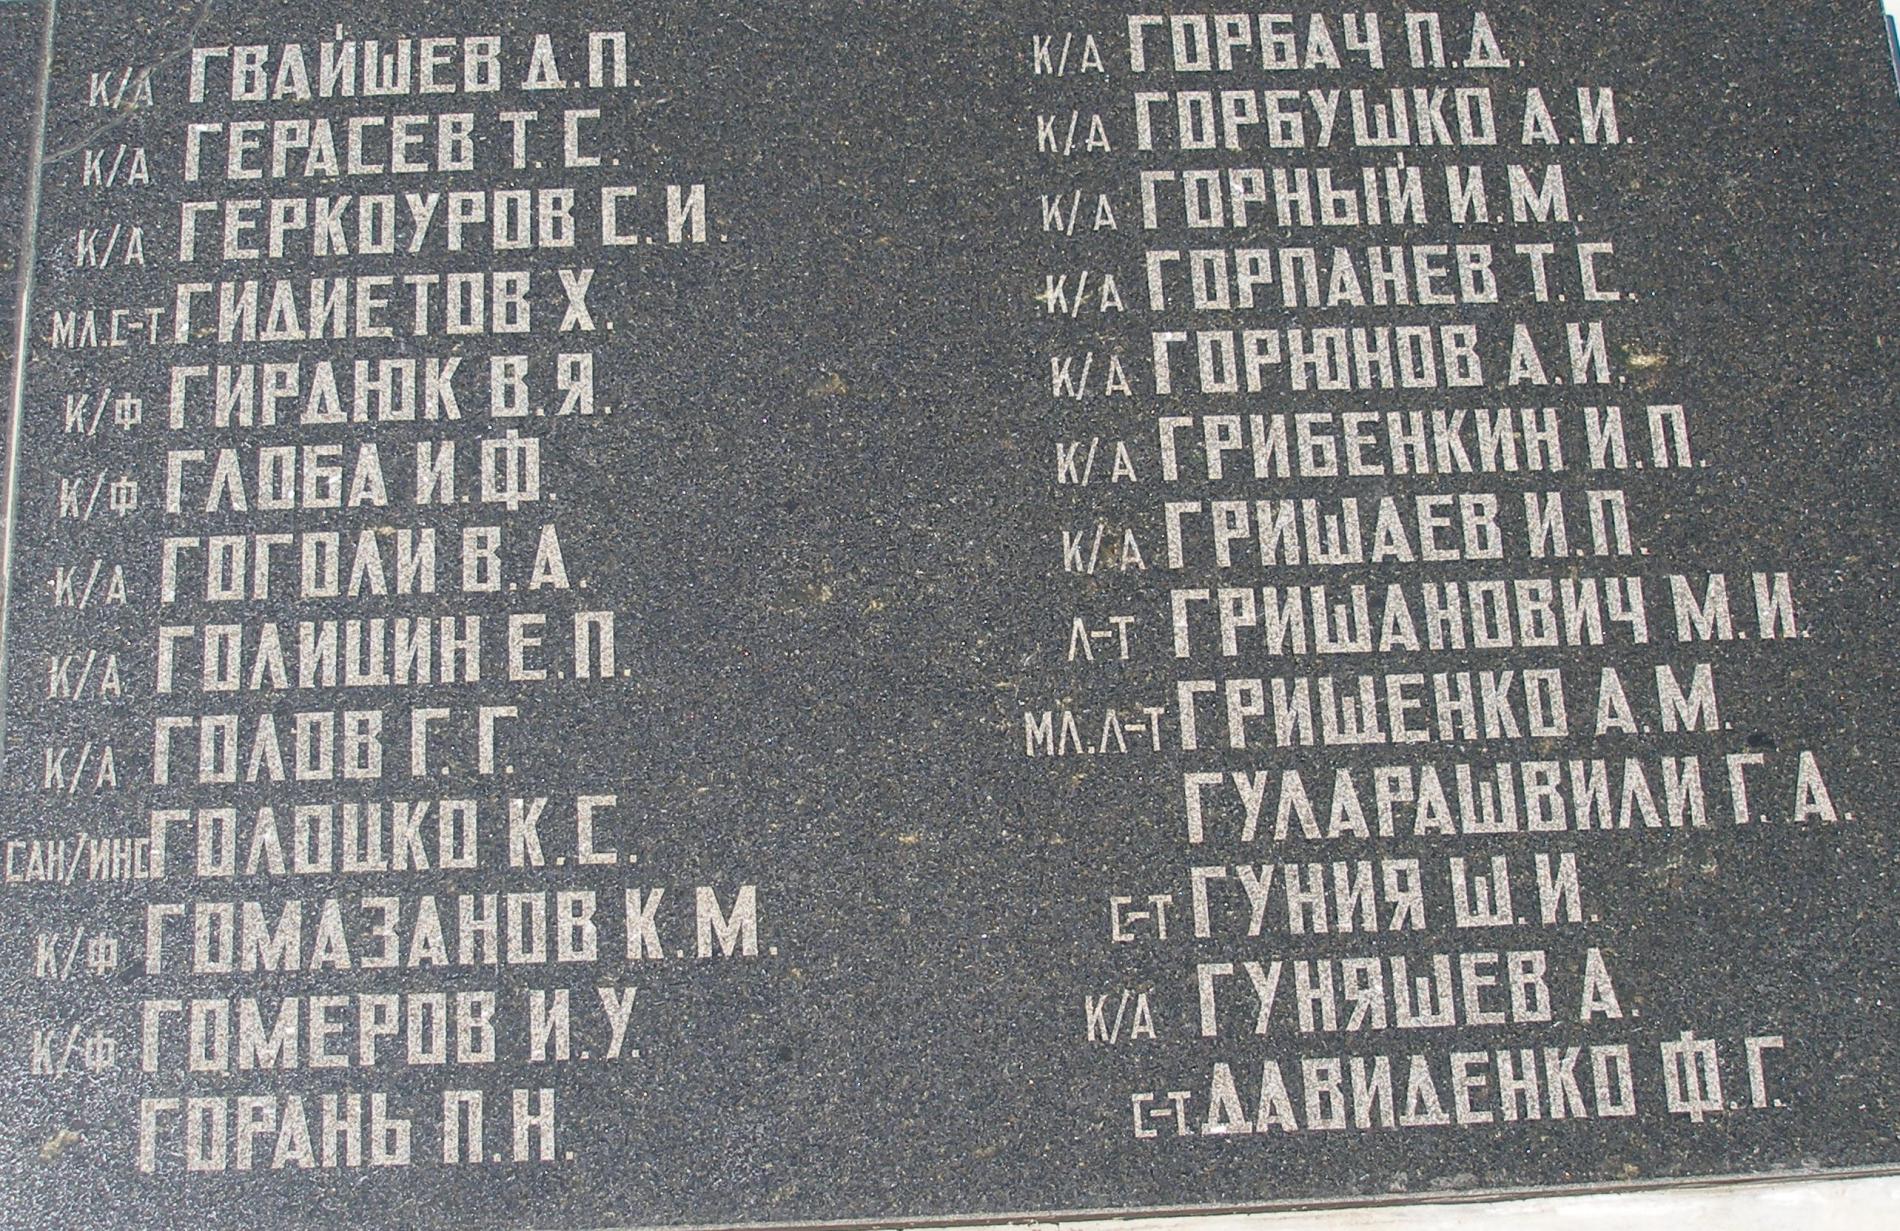 К/А ГВАЙШЕВ Д.П.
К/А ГЕРАСЕВ Т.С.
К/А ГЕРКОУРОВ С.И.
МЛ.С-Т ГИДИЕТОВ Х.
К/Ф ГИРДЮК В.Я.
К/Ф ГЛОБА И.Ф.
К/А ГОГОЛИ В.А.
К/А ГОЛИЦИН Е.П.
К/А ГОЛОВ Г.Г.
САН/ИНС ГОЛОЦКО К.С.
К/Ф ГОМАЗАНОВ К.М.
К/Ф ГОМЕРОВ И.У.
ГОРАНЬ П.Н.
К/А ГОРБАЧ П.Д.
К/А ГОРБУШКО А.И.
К/А ГОРНЫЙ И.М.
К/А ГОРПАНЕВ Т.С.
К/А ГОРЮНОВ А.И.
К/А ГРИБЕНКИН И.П.
К/А ГРИШАЕВ И.П.
Л-Т ГРИШАНОВИЧ М.И.
МЛ.Л-Т ГРИЩЕНКО А.М.
ГУЛАРАШВИЛИ Г.А.
С-Т ГУНИЯ Ш.И.
К/А ГУНЯШЕВ А.
С-Т ДАВИДЕНКО Ф.Г.